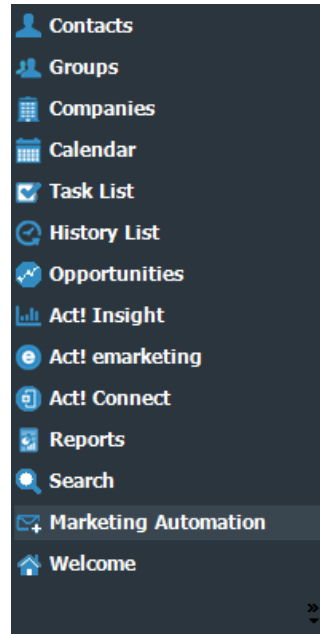 Contacts
Groups
Companies
Calendar
Task List
History List
Opportunities
Act! Insight
Act! emarketing
Act! Connect
Reports
Search
Marketing Automation
Welcome